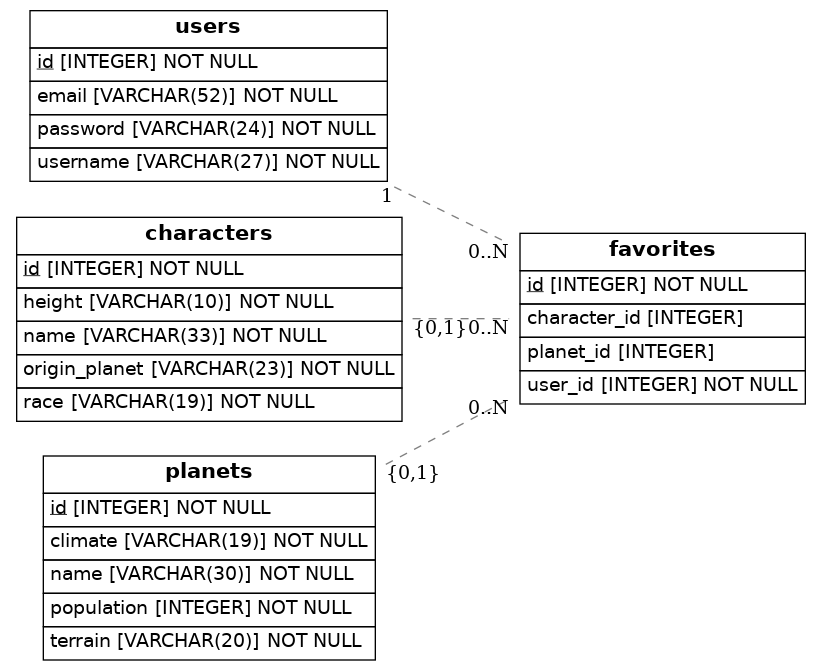 users
id [INTEGER] NOT NULL
email [VARCHAR(52)] NOT NULL
password [VARCHAR(24)] NOT NULL
username [VARCHAR(27)] NOT NULL
1
0..N
characters
id [INTEGER] NOT NULL
height [VARCHAR(10)] NOT NULL
name [VARCHAR(33)] NOT NULL
origin_planet [VARCHAR(23)] NOT NULL
race [VARCHAR(19)] NOT NULL
{0,1}
0..N
favorites
id [INTEGER] NOT NULL
character_id [INTEGER]
planet_id [INTEGER]
user_id [INTEGER] NOT NULL
0..N
{0,1}
planets
id [INTEGER] NOT NULL
climate [VARCHAR(19)] NOT NULL
name [VARCHAR(30)] NOT NULL
population [INTEGER] NOT NULL
terrain [VARCHAR(20)] NOT NULL